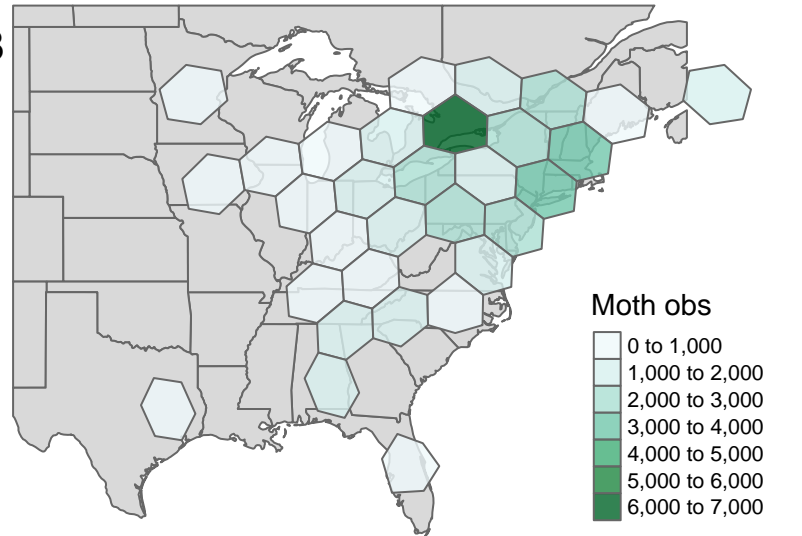 Moth obs
0 to 1,000
1,000 to 2,000
2,000 to 3,000
3,000 to 4,000
4,000 to 5,000
5,000 to 6,000
6,000 to 7,000